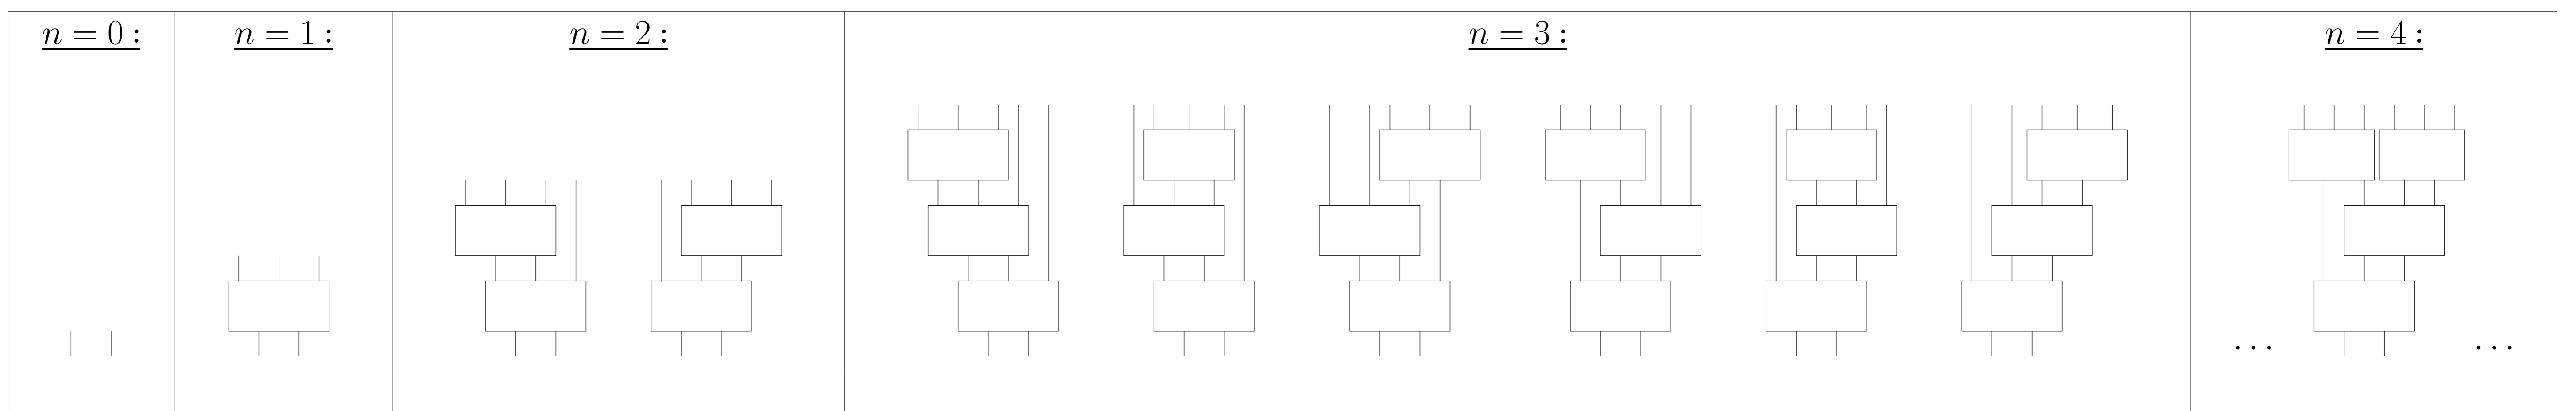 n = 0 :
n = 1 :
n = 2 :
n = 3 :
n = 4 :
...
...